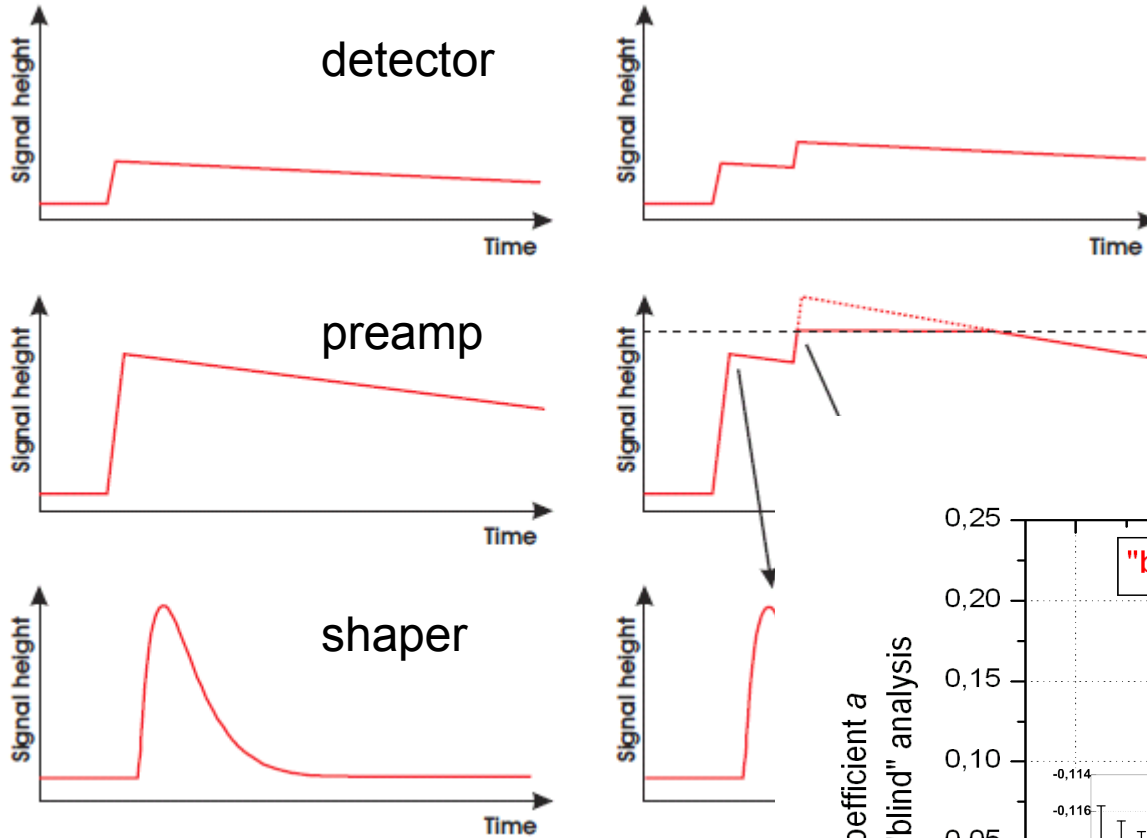 Signal height
detector
Time
Signal height
Time
Signal height
preamp
Time
Signal height
Signal height
shaper
Time
Signal height
0,25
0,20
0,15
0,10
0,05
-0,114
-0,116
blind" analysis